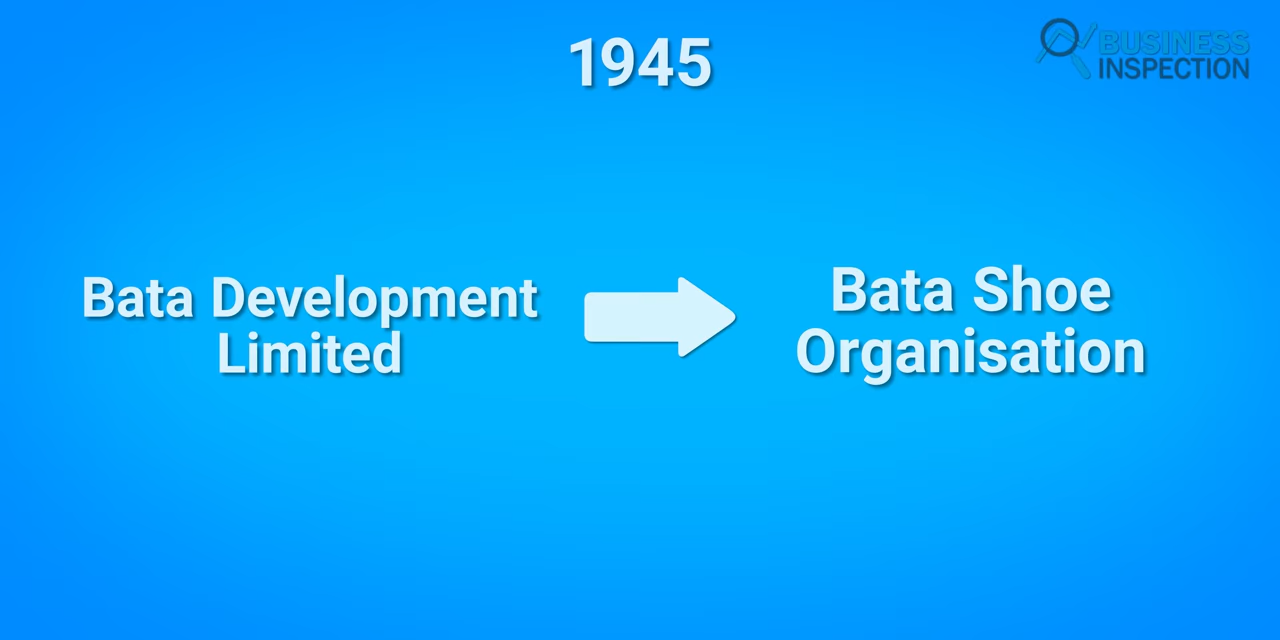 1945
BUSINESS
INSPECTION
Bata Development
Limited
Bata Shoe
Organisation